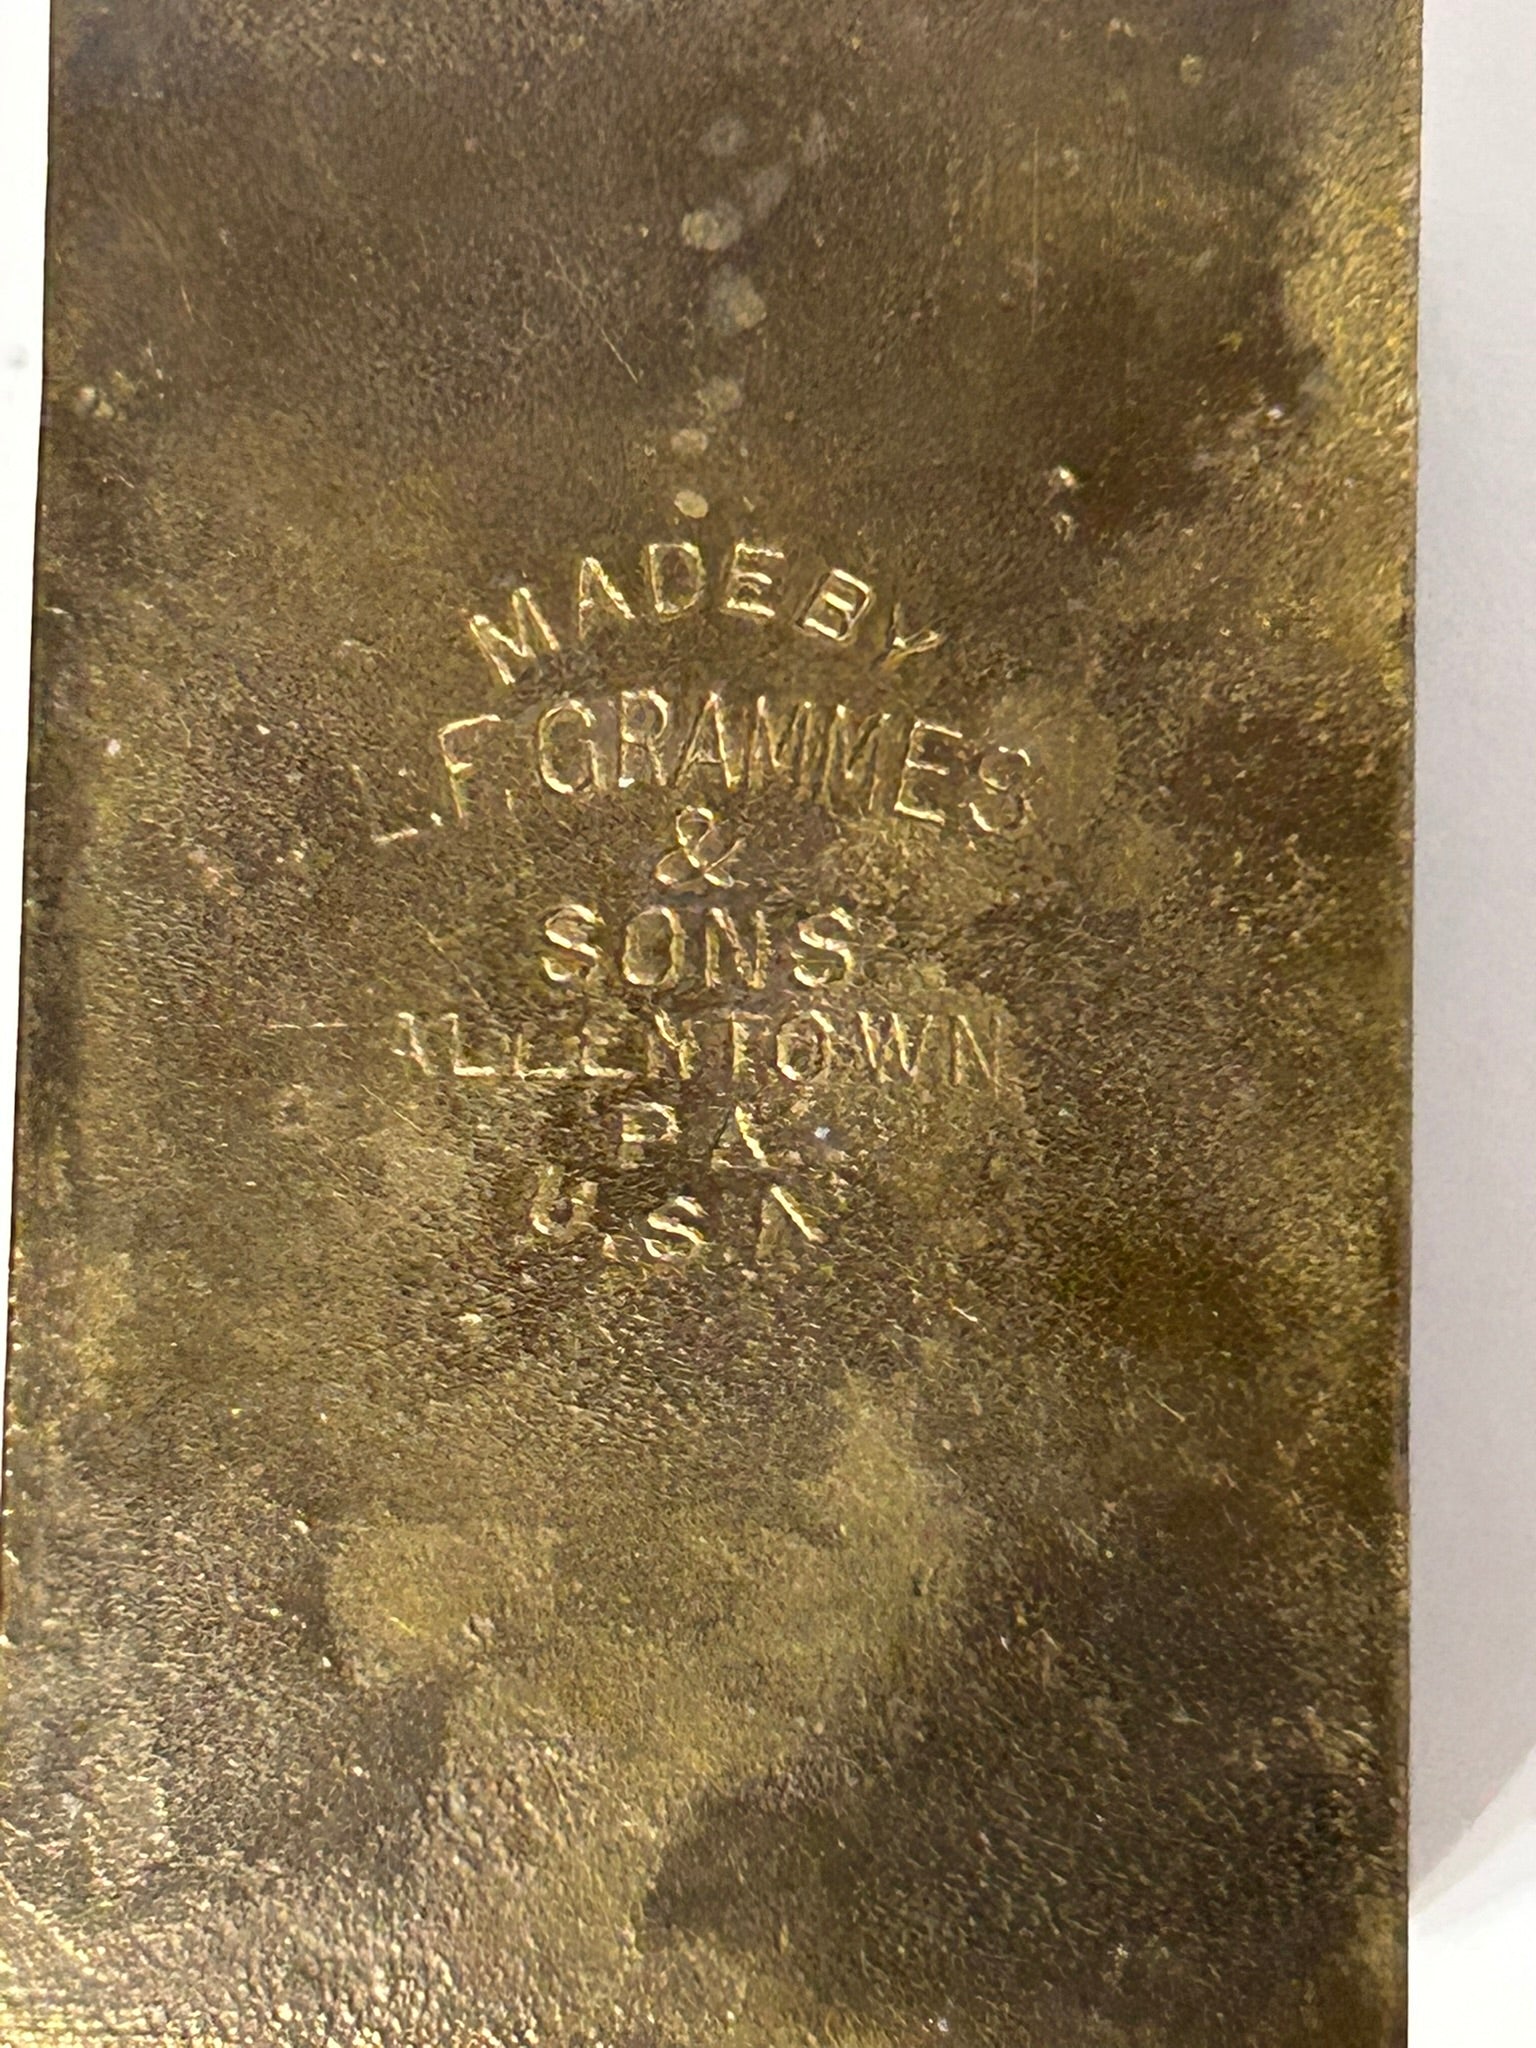 MADE BY
L.F. GRAMMES
&
SONS
ALLENTOWN
PA
U.S.A